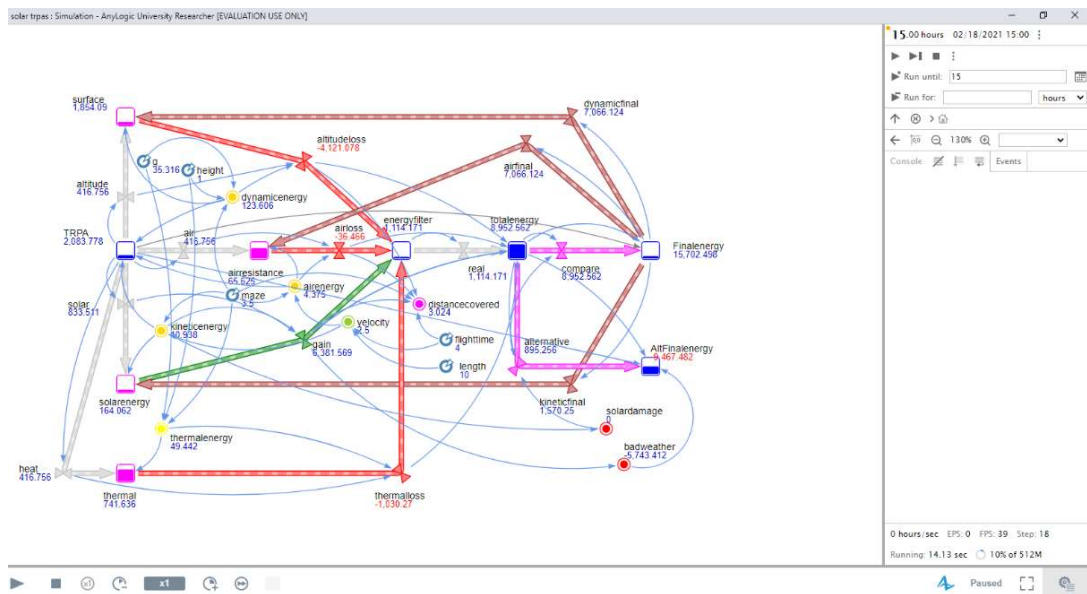 solar trpas : Simulation - AnyLogic University Researcher [EVALUATION USE ONLY]
15.00 hours 02/18/2021 15:00
Run until: 15
Run for: hours
130%
Console Events
surface
1,854.09
dynamicfinal
7,066.124
altitudeloss
-4,121.078
airfinal
7,066.124
g
35.316
height
1
altitude
416.756
dynamicenergy
123.606
TRPA
2,083.778
air
416.756
airloss
-36.466
energyfilter
1,114.171
totalenergy
8,952.562
Finalenergy
15,702.498
airresistance
65.625
real
1,114.171
compare
8,952.562
airenergy
4.375
maze
3.5
solar
833.511
distancecovered
3.024
kineticenergy
10.938
velocity
2.5
gain
6,381.569
flighttime
4
alternative
895.256
AltFinalenergy
-9,467.482
length
10
solarenergy
164.062
kineticfinal
1,570.25
solardamage
0
thermalenergy
49.442
badweather
-5,743.412
heat
416.756
thermal
741.636
thermalloss
-1,030.27
0 hours/sec EPS: 0 FPS: 39 Step: 18
Running: 14.13 sec 10% of 512M
x1 x1 Paused